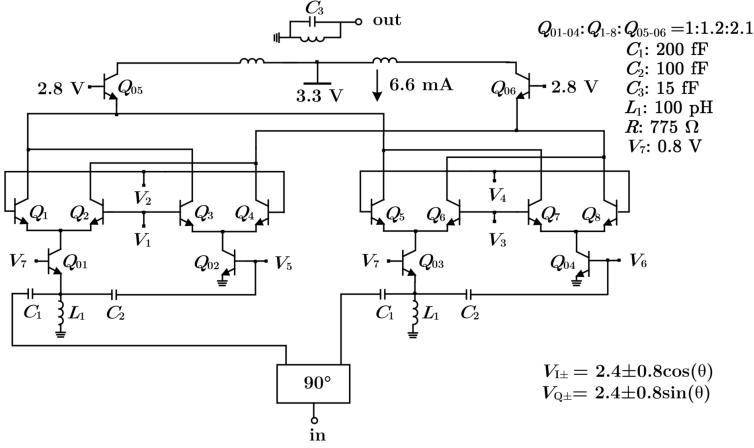 C3
out
Q01-04:Q1-8:Q05-06 =1:1.2:2.1
C1: 200 fF
C2: 100 fF
C3: 15 fF
L1: 100 pH
R: 775 Ω
V7: 0.8 V
2.8 V
Q05
3.3 V
6.6 mA
Q06
2.8 V
V2
V4
Q1
Q2
Q3
Q4
Q5
Q6
Q7
Q8
V1
V3
V7
Q01
Q02
V5
V7
Q03
Q04
V6
C1
L1
C2
C1
L1
C2
90°
in
VI± = 2.4±0.8cos(θ)
VQ±= 2.4±0.8sin(θ)